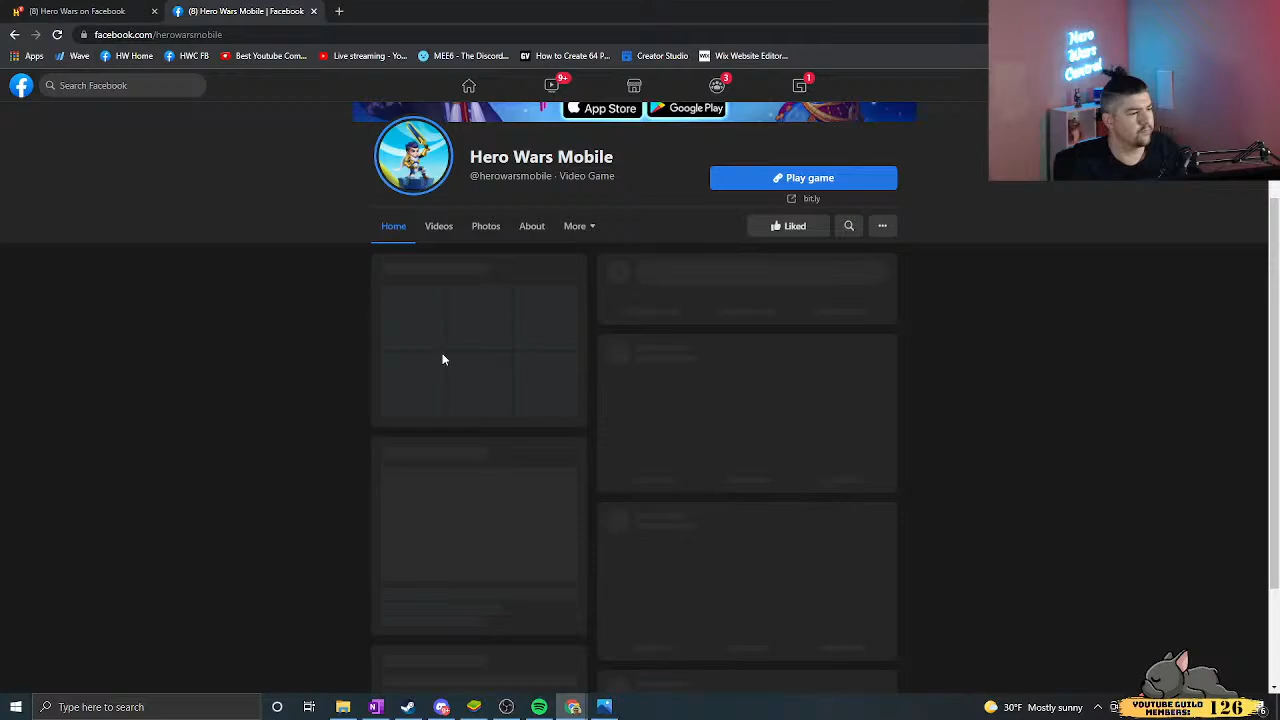 (8) Hero Wars on Facebook
(8) Hero Wars Mobile | Facebook
facebook.com/herowarsmobile
Apps
Wave
HW Home
HWC FB
Best Youtube Com...
Live streaming - Yo...
MEE6 - The Discord...
How to Create 64 P...
Creator Studio
Wix Website Editor...
Search Facebook
9+
3
1
App Store
Google Play
Hero Wars Mobile
@herowarsmobile · Video Game
Play game
bit.ly
Home
Videos
Photos
About
More
Liked
Hero
Wars
Central
Type here to search
30°F Mostly sunny
YOUTUBE GUILD
MEMBERS:
126